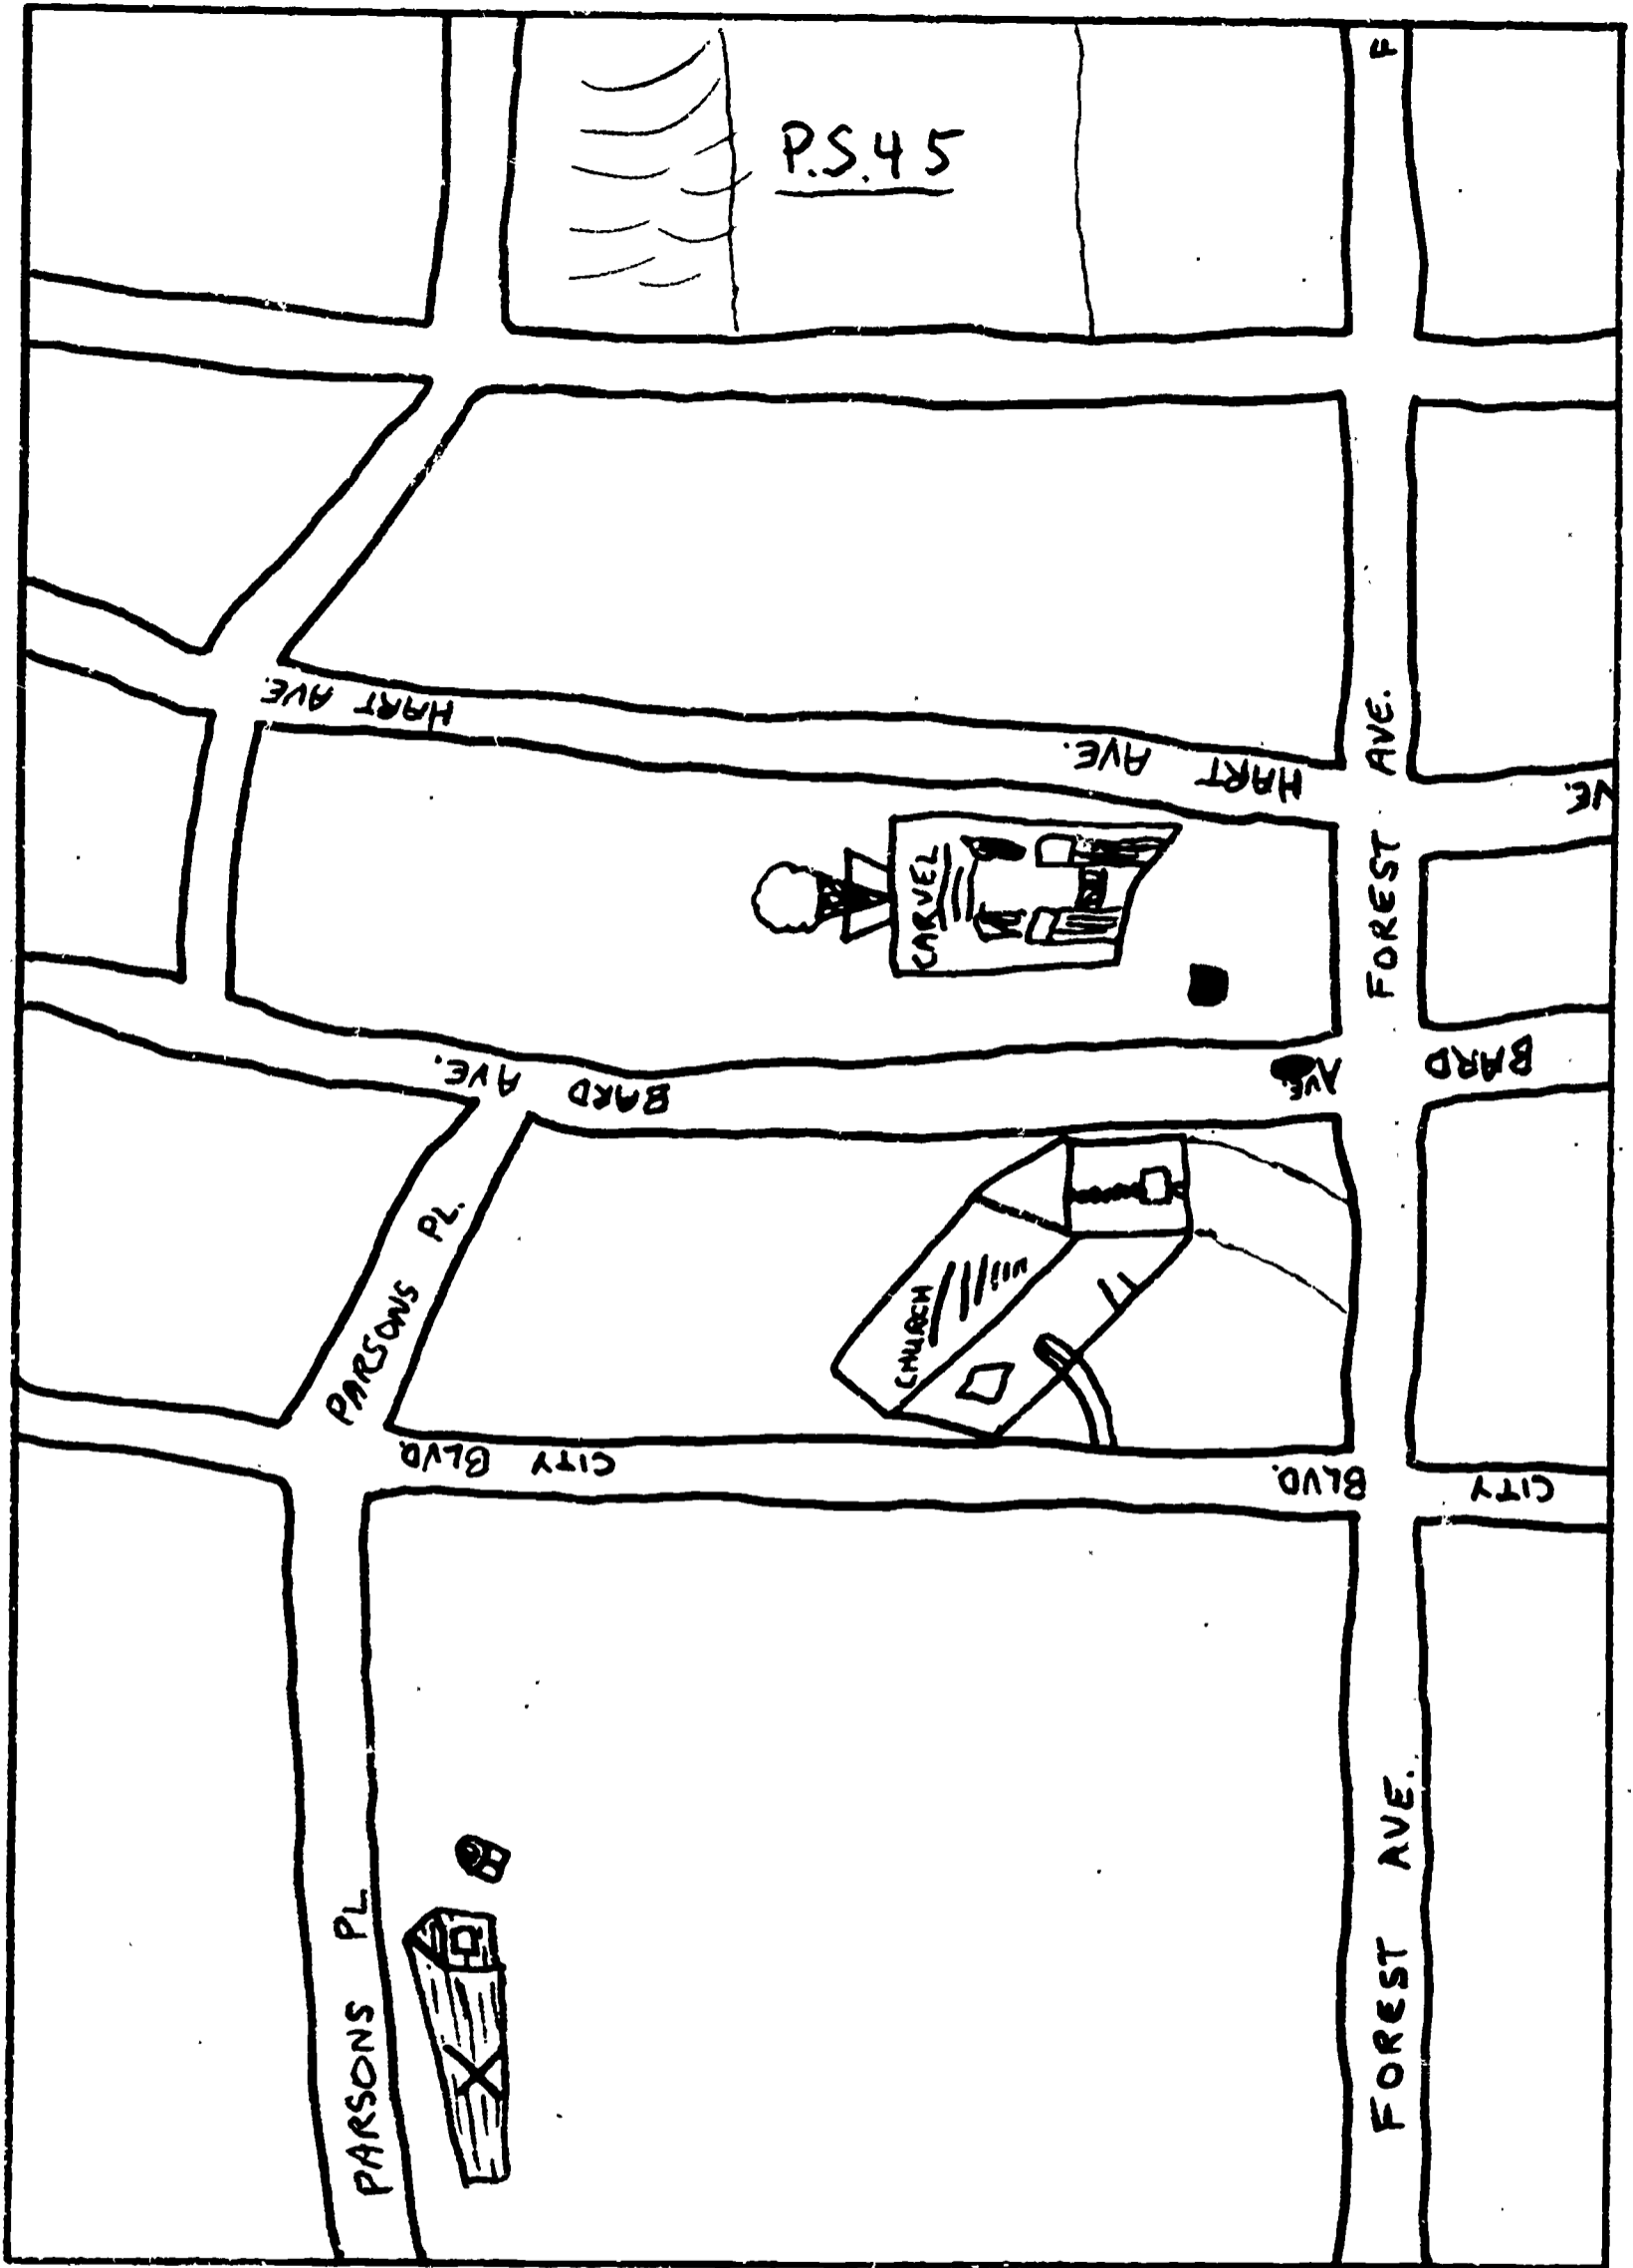 F
P.S.45
HART AVE.
HART AVE.
VE.
FOREST AVE.
CARVEL
BARD AVE.
AVE.
BARD
PARSONS PL.
CHURCH
CITY BLVD.
BLVD.
CITY
PARSONS PL
FOREST AVE.
X